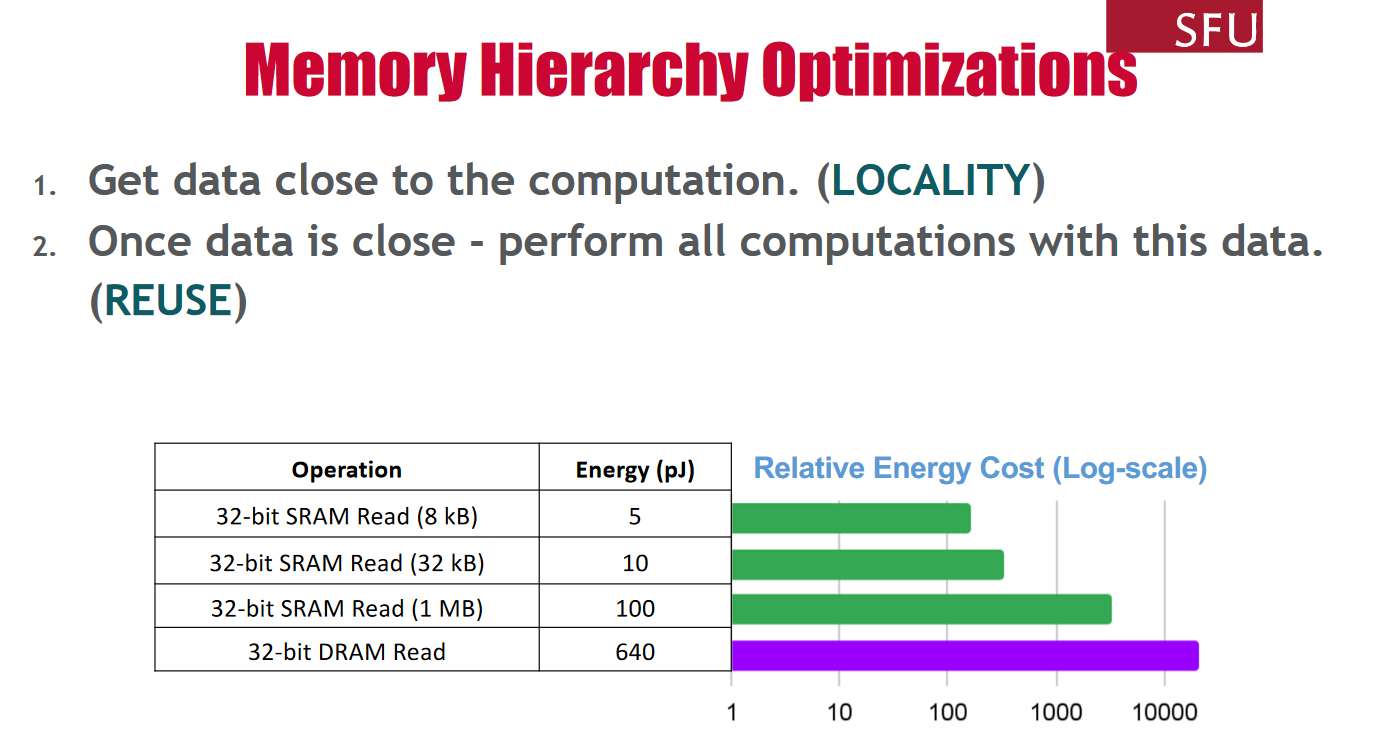 SFU
Memory Hierarchy Optimizations
1. Get data close to the computation. (LOCALITY)
2. Once data is close - perform all computations with this data.
(REUSE)
Operation Energy (pJ) Relative Energy Cost (Log-scale)
32-bit SRAM Read (8 kB) 5
32-bit SRAM Read (32 kB) 10
32-bit SRAM Read (1 MB) 100
32-bit DRAM Read 640
1 10 100 1000 10000